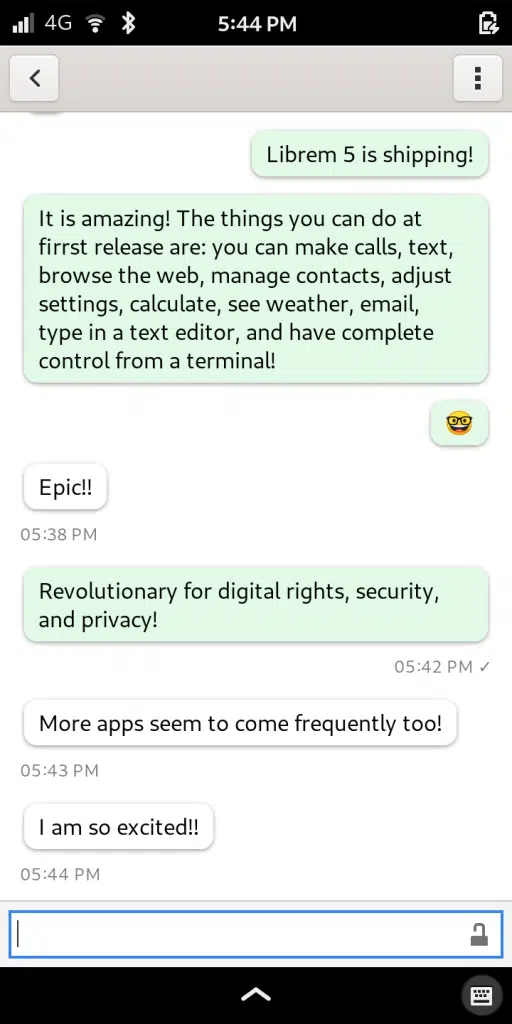 4G 5:44 PM
Librem 5 is shipping!
It is amazing! The things you can do at
firrst release are: you can make calls, text,
browse the web, manage contacts, adjust
settings, calculate, see weather, email,
type in a text editor, and have complete
control from a terminal!
🤓
Epic!!
05:38 PM
Revolutionary for digital rights, security,
and privacy!
05:42 PM ✓
More apps seem to come frequently too!
05:43 PM
I am so excited!!
05:44 PM